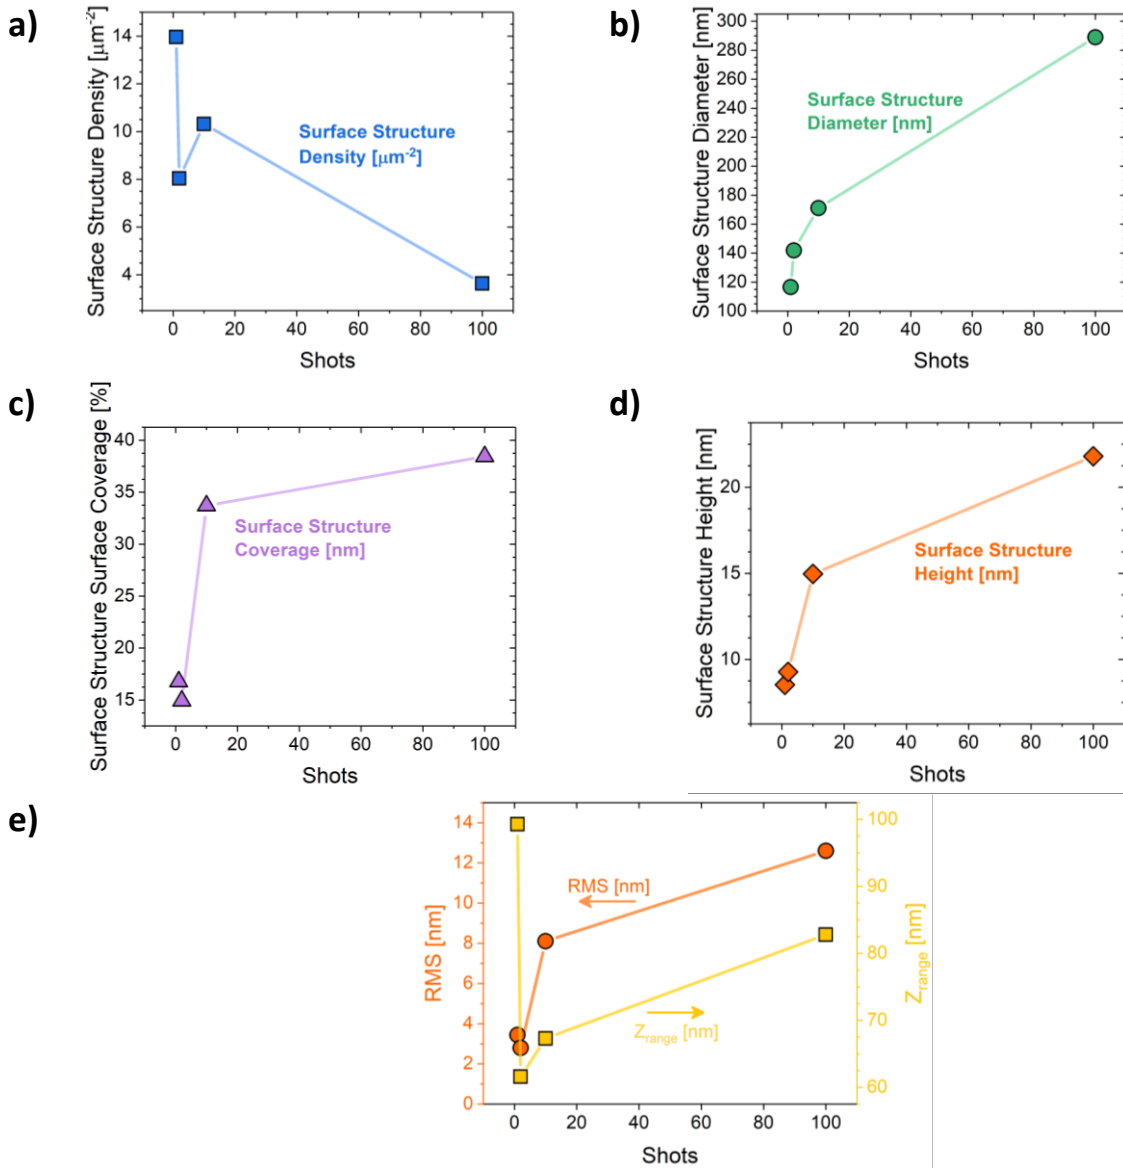 a)
Surface Structure Density [μm⁻²]
14
12
10
8
6
4
Surface Structure
Density [μm⁻²]
0 20 40 60 80 100
Shots
b)
Surface Structure Diameter [nm]
300
280
260
240
220
200
180
160
140
120
100
Surface Structure
Diameter [nm]
0 20 40 60 80 100
Shots
c)
Surface Structure Surface Coverage [%]
40
35
30
25
20
15
Surface Structure
Coverage [nm]
0 20 40 60 80 100
Shots
d)
Surface Structure Height [nm]
20
15
10
Surface Structure
Height [nm]
0 20 40 60 80 100
Shots
e)
RMS [nm]
14
12
10
8
6
4
2
0
RMS [nm]
Zrange [nm]
100
90
80
70
60
Zrange [nm]
0 20 40 60 80 100
Shots